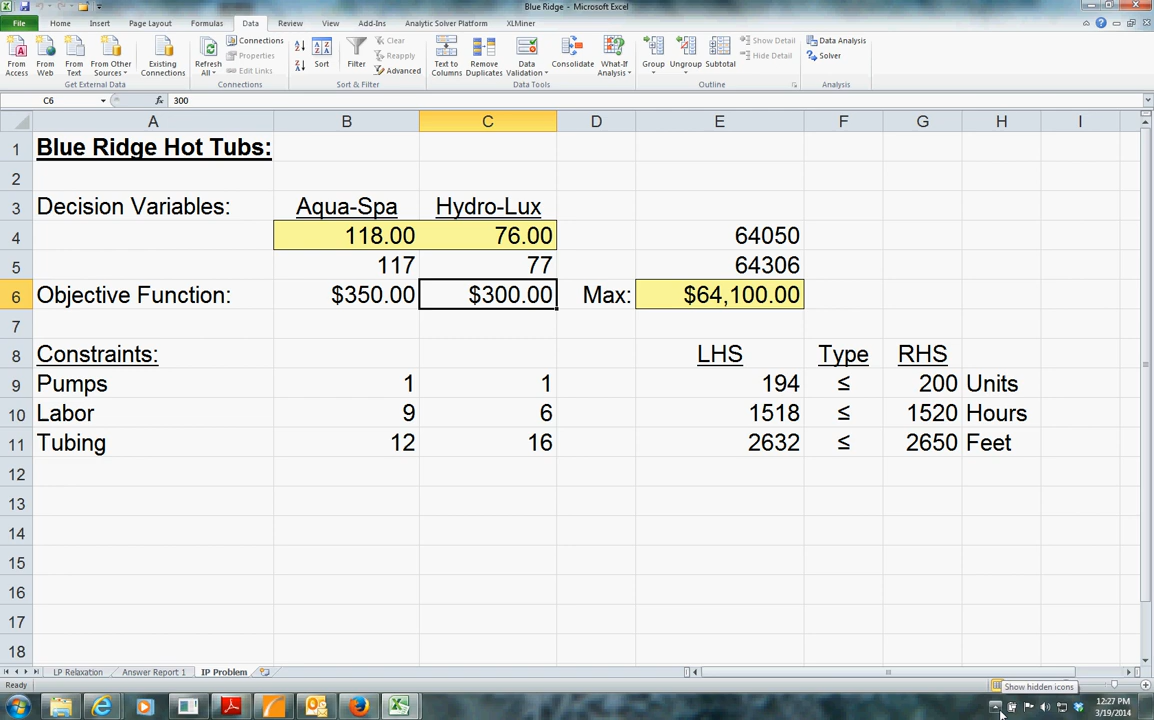 Blue Ridge - Microsoft Excel
File Home Insert Page Layout Formulas Data Review View Add-Ins Analytic Solver Platform XLMiner
From Access
From Web
From Text
From Other Sources
Existing Connections
Refresh All
Connections
Properties
Edit Links
Sort
Filter
Clear
Reapply
Advanced
Text to Columns
Remove Duplicates
Data Validation
Consolidate
What-If Analysis
Group
Ungroup
Subtotal
Show Detail
Hide Detail
Data Analysis
Solver
Get External Data Connections Sort & Filter Data Tools Outline Analysis
C6 fx 300
A B C D E F G H I
1 Blue Ridge Hot Tubs:
2
3 Decision Variables: Aqua-Spa Hydro-Lux
4 118.00 76.00 64050
5 117 77 64306
6 Objective Function: $350.00 $300.00 Max: $64,100.00
7
8 Constraints: LHS Type RHS
9 Pumps 1 1 194 ≤ 200 Units
10 Labor 9 6 1518 ≤ 1520 Hours
11 Tubing 12 16 2632 ≤ 2650 Feet
12
13
14
15
16
17
18
LP Relaxation Answer Report 1 IP Problem
Ready
Show hidden icons
12:27 PM
3/19/2014